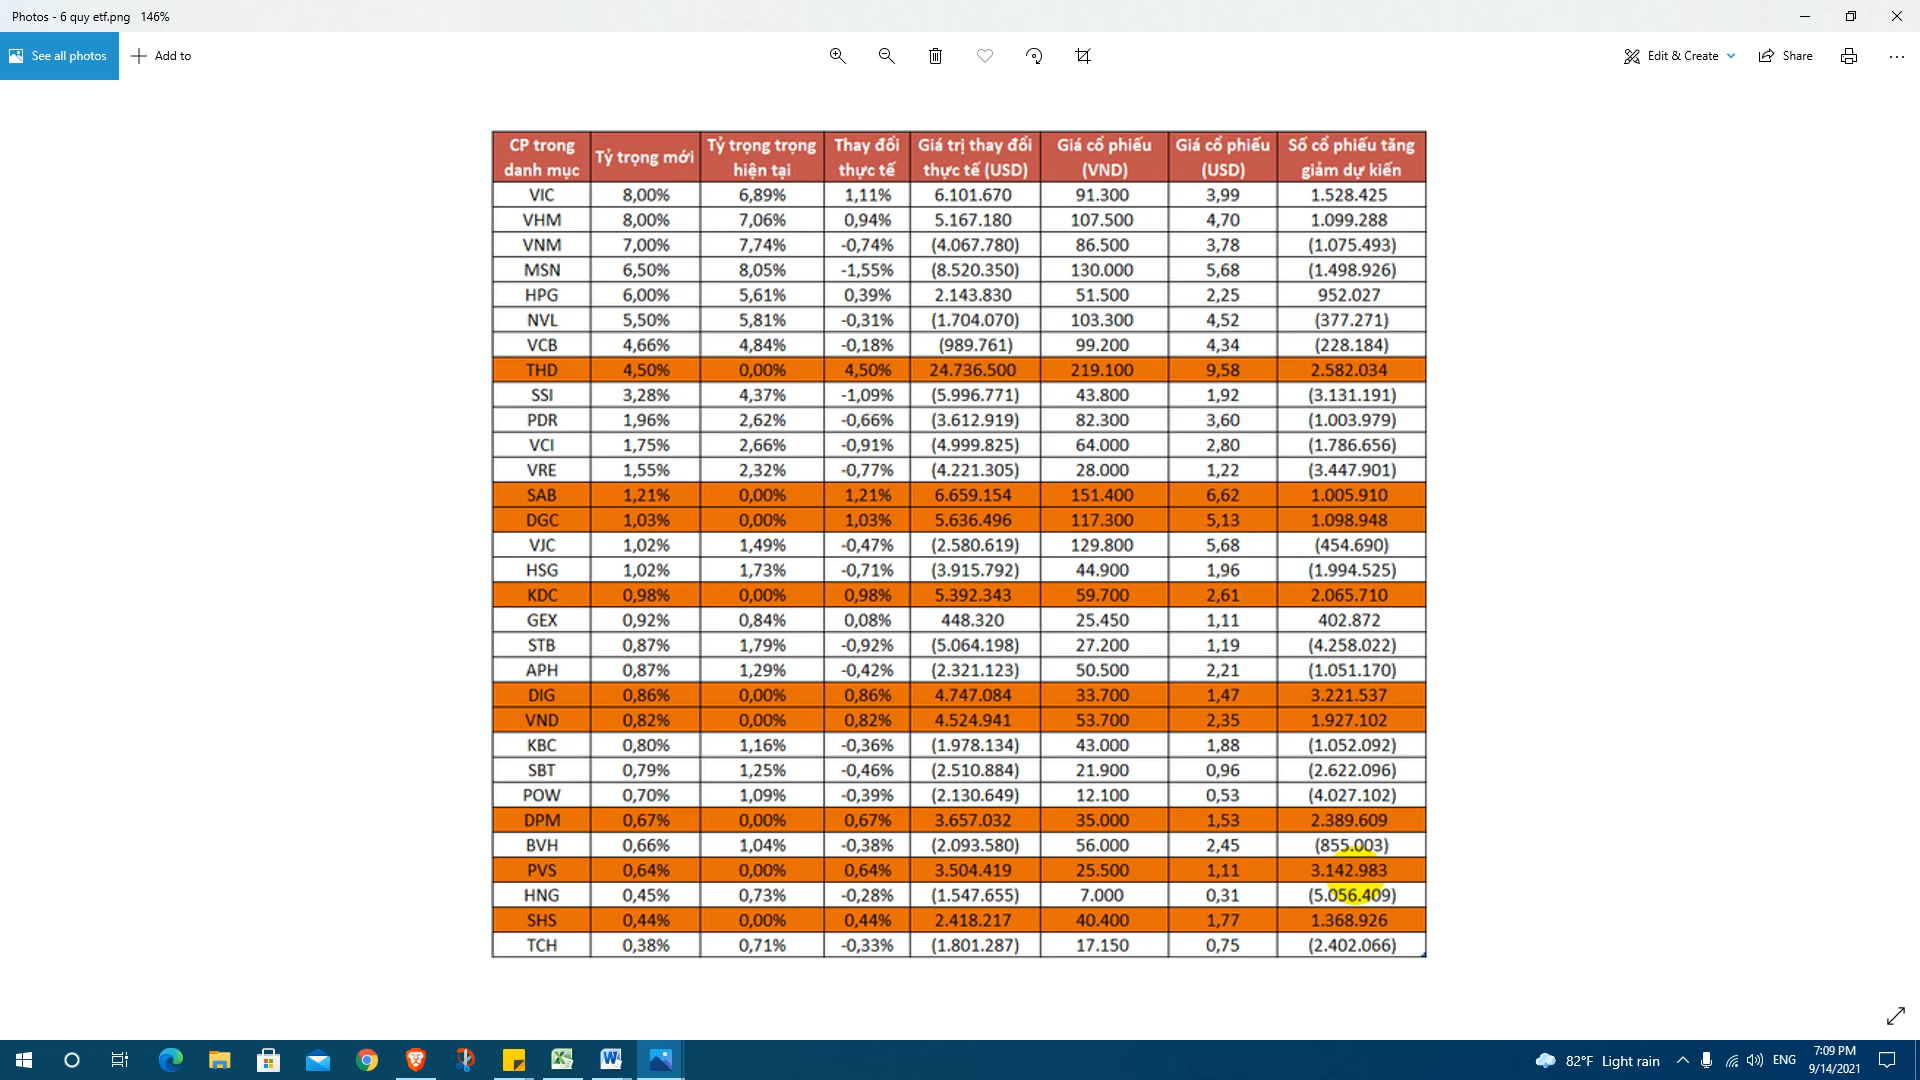 Photos - 6 quy etf.png 146%
See all photos Add to Edit & Create Share
CP trong danh mục Tỷ trọng mới Tỷ trọng trọng hiện tại Thay đổi thực tế Giá trị thay đổi thực tế (USD) Giá cổ phiếu (VND) Giá cổ phiếu (USD) Số cổ phiếu tăng giảm dự kiến
VIC 8,00% 6,89% 1,11% 6.101.670 91.300 3,99 1.528.425
VHM 8,00% 7,06% 0,94% 5.167.180 107.500 4,70 1.099.288
VNM 7,00% 7,74% -0,74% (4.067.780) 86.500 3,78 (1.075.493)
MSN 6,50% 8,05% -1,55% (8.520.350) 130.000 5,68 (1.498.926)
HPG 6,00% 5,61% 0,39% 2.143.830 51.500 2,25 952.027
NVL 5,50% 5,81% -0,31% (1.704.070) 103.300 4,52 (377.271)
VCB 4,66% 4,84% -0,18% (989.761) 99.200 4,34 (228.184)
THD 4,50% 0,00% 4,50% 24.736.500 219.100 9,58 2.582.034
SSI 3,28% 4,37% -1,09% (5.996.771) 43.800 1,92 (3.131.191)
PDR 1,96% 2,62% -0,66% (3.612.919) 82.300 3,60 (1.003.979)
VCI 1,75% 2,66% -0,91% (4.999.825) 64.000 2,80 (1.786.656)
VRE 1,55% 2,32% -0,77% (4.221.305) 28.000 1,22 (3.447.901)
SAB 1,21% 0,00% 1,21% 6.659.154 151.400 6,62 1.005.910
DGC 1,03% 0,00% 1,03% 5.636.496 117.300 5,13 1.098.948
VJC 1,02% 1,49% -0,47% (2.580.619) 129.800 5,68 (454.690)
HSG 1,02% 1,73% -0,71% (3.915.792) 44.900 1,96 (1.994.525)
KDC 0,98% 0,00% 0,98% 5.392.343 59.700 2,61 2.065.710
GEX 0,92% 0,84% 0,08% 448.320 25.450 1,11 402.872
STB 0,87% 1,79% -0,92% (5.064.198) 27.200 1,19 (4.258.022)
APH 0,87% 1,29% -0,42% (2.321.123) 50.500 2,21 (1.051.170)
DIG 0,86% 0,00% 0,86% 4.747.084 33.700 1,47 3.221.537
VND 0,82% 0,00% 0,82% 4.524.941 53.700 2,35 1.927.102
KBC 0,80% 1,16% -0,36% (1.978.134) 43.000 1,88 (1.052.092)
SBT 0,79% 1,25% -0,46% (2.510.884) 21.900 0,96 (2.622.096)
POW 0,70% 1,09% -0,39% (2.130.649) 12.100 0,53 (4.027.102)
DPM 0,67% 0,00% 0,67% 3.657.032 35.000 1,53 2.389.609
BVH 0,66% 1,04% -0,38% (2.093.580) 56.000 2,45 (855.003)
PVS 0,64% 0,00% 0,64% 3.504.419 25.500 1,11 3.142.983
HNG 0,45% 0,73% -0,28% (1.547.655) 7.000 0,31 (5.056.409)
SHS 0,44% 0,00% 0,44% 2.418.217 40.400 1,77 1.368.926
TCH 0,38% 0,71% -0,33% (1.801.287) 17.150 0,75 (2.402.066)
82°F Light rain ENG 7:09 PM
9/14/2021